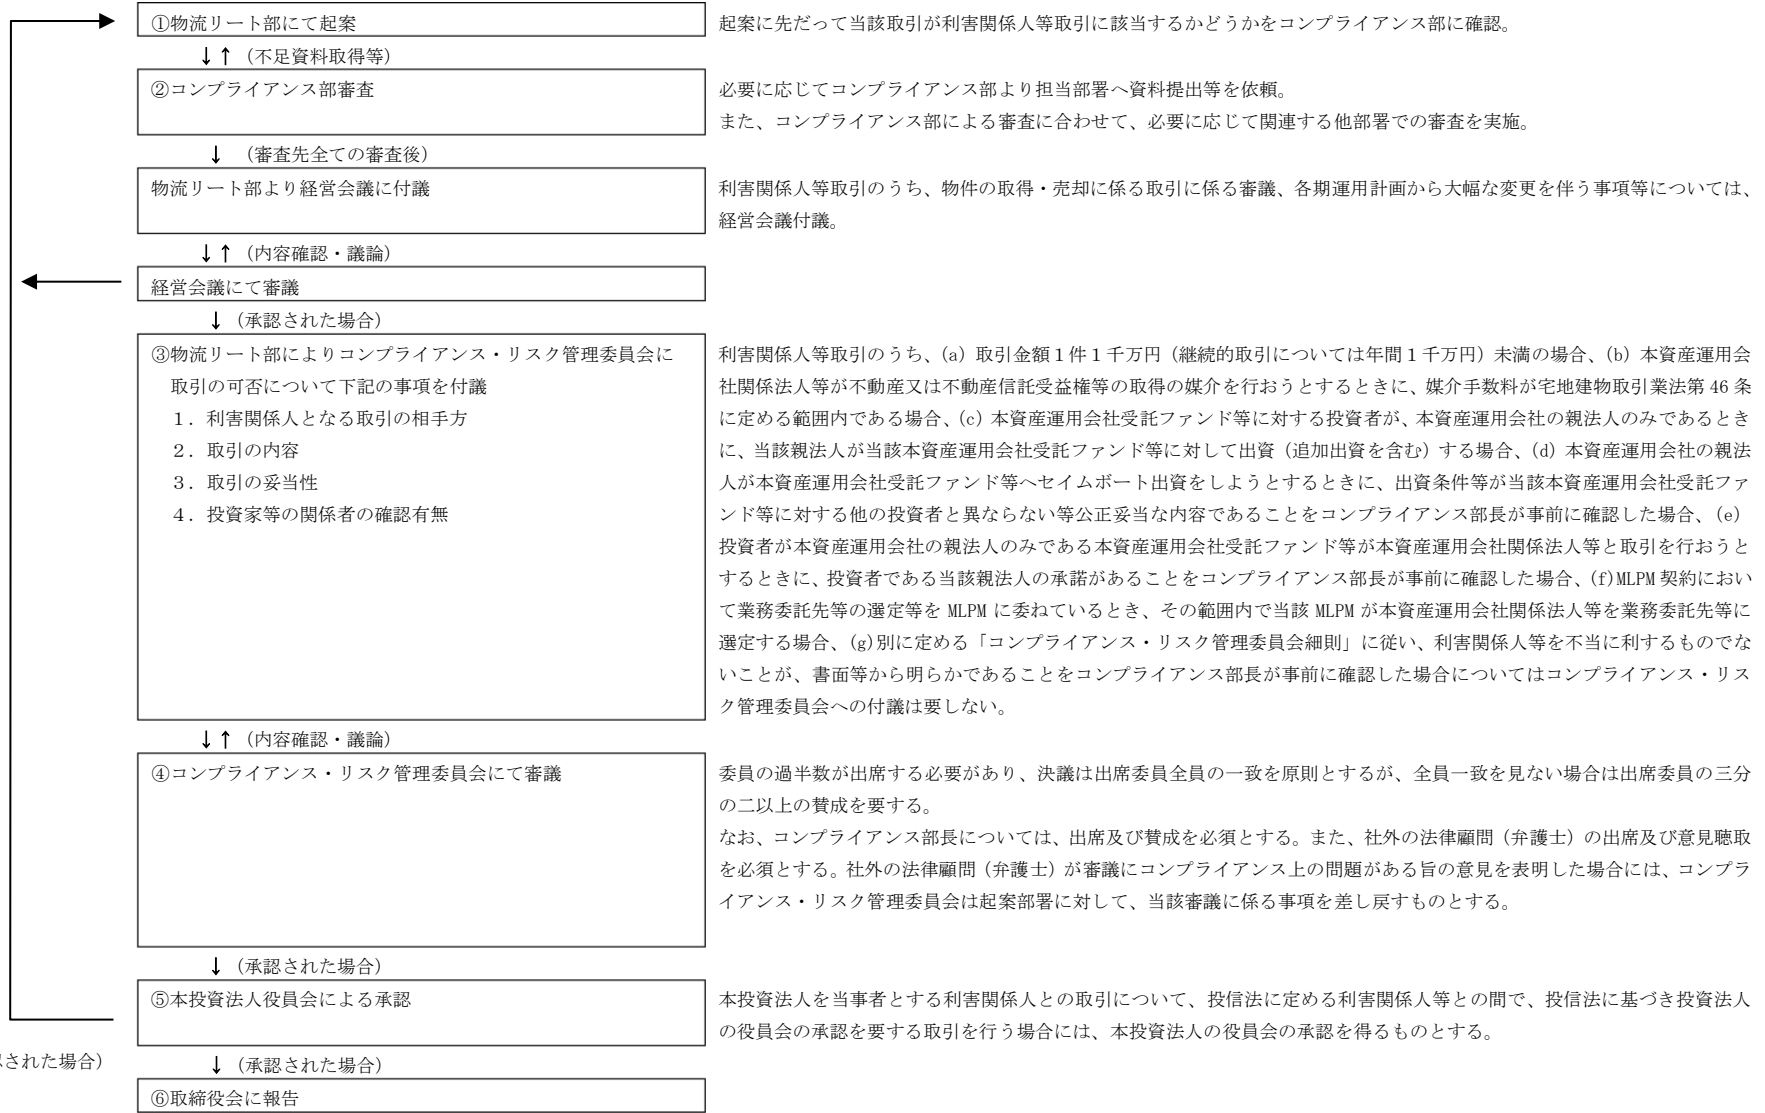 ①物流リート部にて起案
起案に先だって当該取引が利害関係人等取引に該当するかどうかをコンプライアンス部に確認。
↓↑（不足資料取得等）
②コンプライアンス部審査
必要に応じてコンプライアンス部より担当部署へ資料提出等を依頼。
また、コンプライアンス部による審査に合わせて、必要に応じて関連する他部署での審査を実施。
↓（審査先全ての審査後）
物流リート部より経営会議に付議
利害関係人等取引のうち、物件の取得・売却に係る取引に係る審議、各期運用計画から大幅な変更を伴う事項等については、
経営会議付議。
↓↑（内容確認・議論）
経営会議にて審議
↓（承認された場合）
③物流リート部によりコンプライアンス・リスク管理委員会に
取引の可否について下記の事項を付議
１．利害関係人となる取引の相手方
２．取引の内容
３．取引の妥当性
４．投資家等の関係者の確認有無
利害関係人等取引のうち、(a) 取引金額１件１千万円（継続的取引については年間１千万円）未満の場合、(b) 本資産運用会
社関係法人等が不動産又は不動産信託受益権等の取得の媒介を行おうとするときに、媒介手数料が宅地建物取引業法第 46 条
に定める範囲内である場合、(c) 本資産運用会社受託ファンド等に対する投資者が、本資産運用会社の親法人のみであるとき
に、当該親法人が当該本資産運用会社受託ファンド等に対して出資（追加出資を含む）する場合、(d) 本資産運用会社の親法
人が本資産運用会社受託ファンド等へセイムボート出資をしようとするときに、出資条件等が当該本資産運用会社受託ファ
ンド等に対する他の投資者と異ならない等公正妥当な内容であることをコンプライアンス部長が事前に確認した場合、(e)
投資者が本資産運用会社の親法人のみである本資産運用会社受託ファンド等が本資産運用会社関係法人等と取引を行おうと
するときに、投資者である当該親法人の承諾があることをコンプライアンス部長が事前に確認した場合、(f)MLPM 契約におい
て業務委託先等の選定等を MLPM に委ねているとき、その範囲内で当該 MLPM が本資産運用会社関係法人等を業務委託先等に
選定する場合、(g)別に定める「コンプライアンス・リスク管理委員会細則」に従い、利害関係人等を不当に利するものでな
いことが、書面等から明らかであることをコンプライアンス部長が事前に確認した場合についてはコンプライアンス・リス
ク管理委員会への付議は要しない。
↓↑（内容確認・議論）
④コンプライアンス・リスク管理委員会にて審議
委員の過半数が出席する必要があり、決議は出席委員全員の一致を原則とするが、全員一致を見ない場合は出席委員の三分
の二以上の賛成を要する。
なお、コンプライアンス部長については、出席及び賛成を必須とする。また、社外の法律顧問（弁護士）の出席及び意見聴取
を必須とする。社外の法律顧問（弁護士）が審議にコンプライアンス上の問題がある旨の意見を表明した場合には、コンプラ
イアンス・リスク管理委員会は起案部署に対して、当該審議に係る事項を差し戻すものとする。
↓（承認された場合）
⑤本投資法人役員会による承認
本投資法人を当事者とする利害関係人との取引について、投信法に定める利害関係人等との間で、投信法に基づき投資法人
の役員会の承認を要する取引を行う場合には、本投資法人の役員会の承認を得るものとする。
された場合）
↓（承認された場合）
⑥取締役会に報告